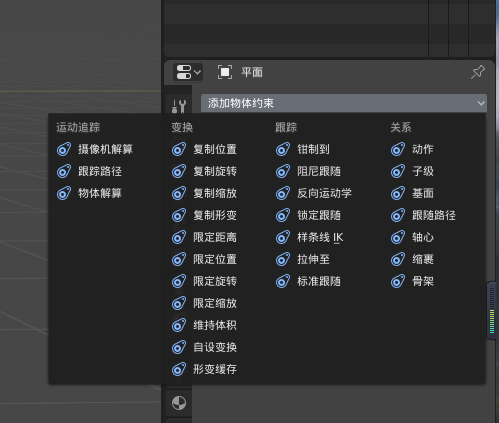 平面
添加物体约束
运动追踪
摄像机解算
跟踪路径
物体解算
变换
复制位置
复制旋转
复制缩放
复制形变
限定距离
限定位置
限定旋转
限定缩放
维持体积
自设变换
形变缓存
跟踪
钳制到
阻尼跟随
反向运动学
锁定跟随
样条线 IK
拉伸至
标准跟随
关系
动作
子级
基面
跟随路径
轴心
缩裹
骨架